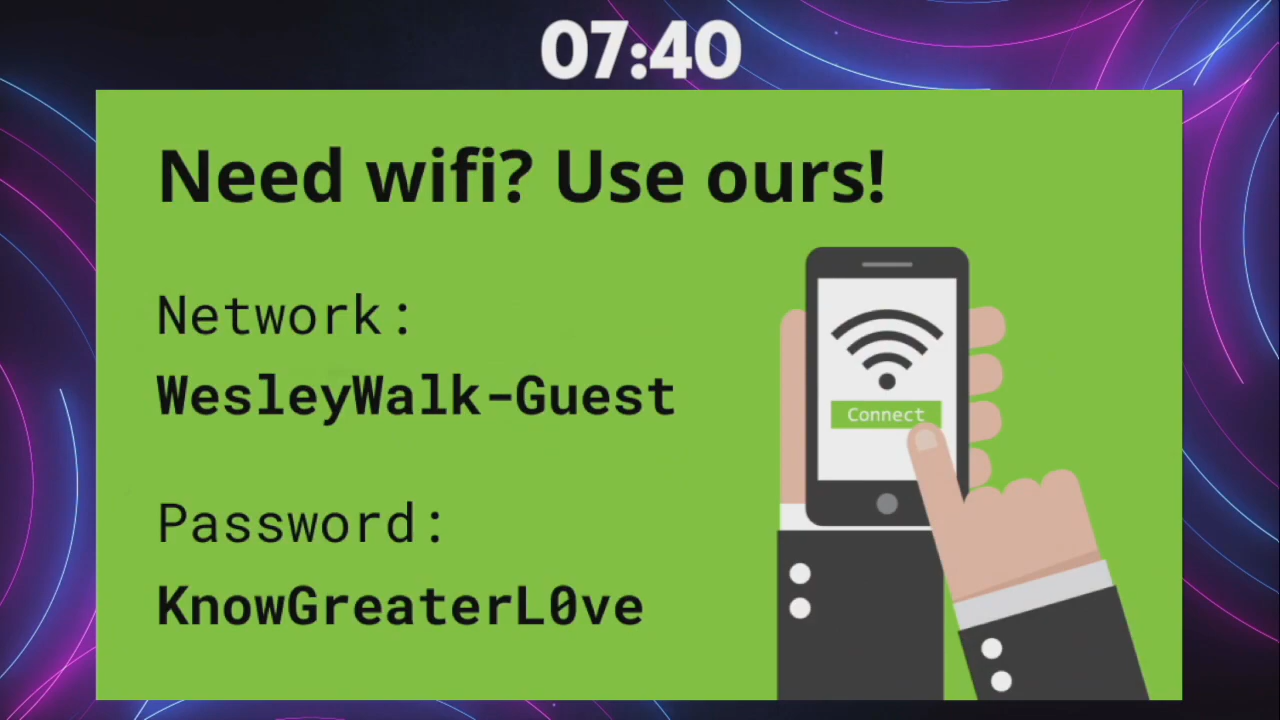 07:40
Need wifi? Use ours!
Network:
WesleyWalk-Guest
Connect
Password:
KnowGreaterL0ve